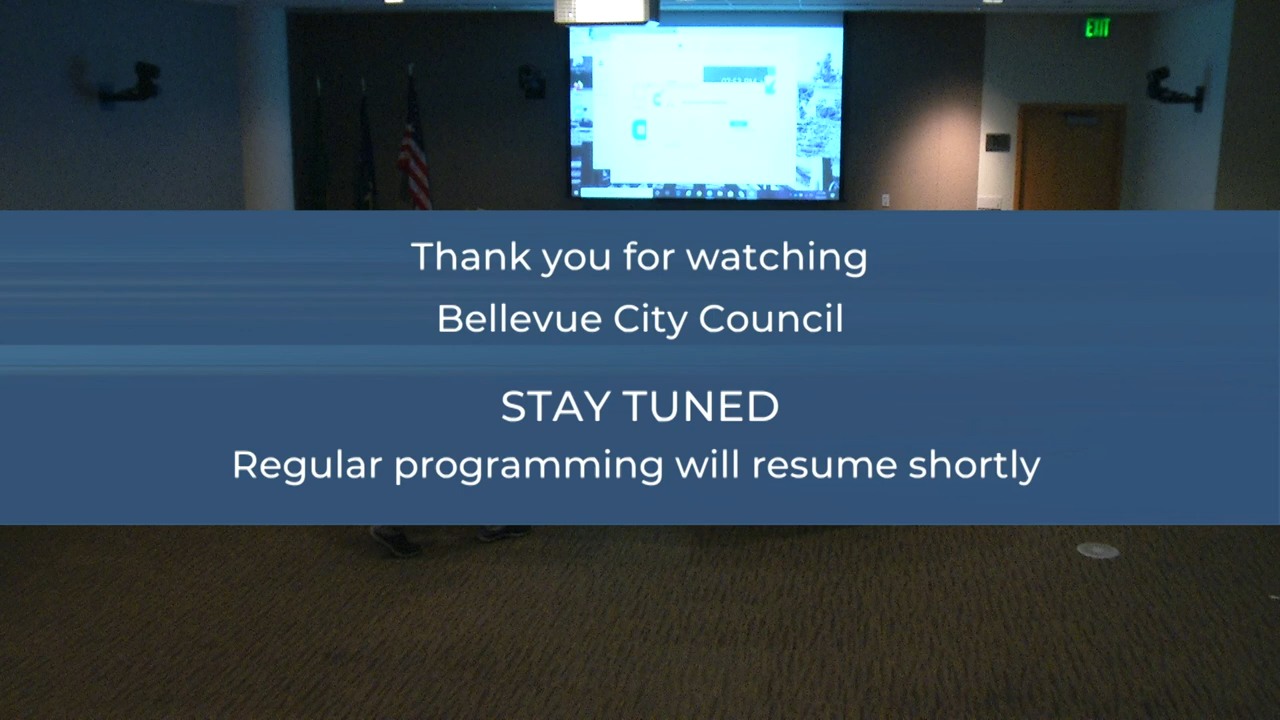 EXIT
Thank you for watching
Bellevue City Council
STAY TUNED
Regular programming will resume shortly